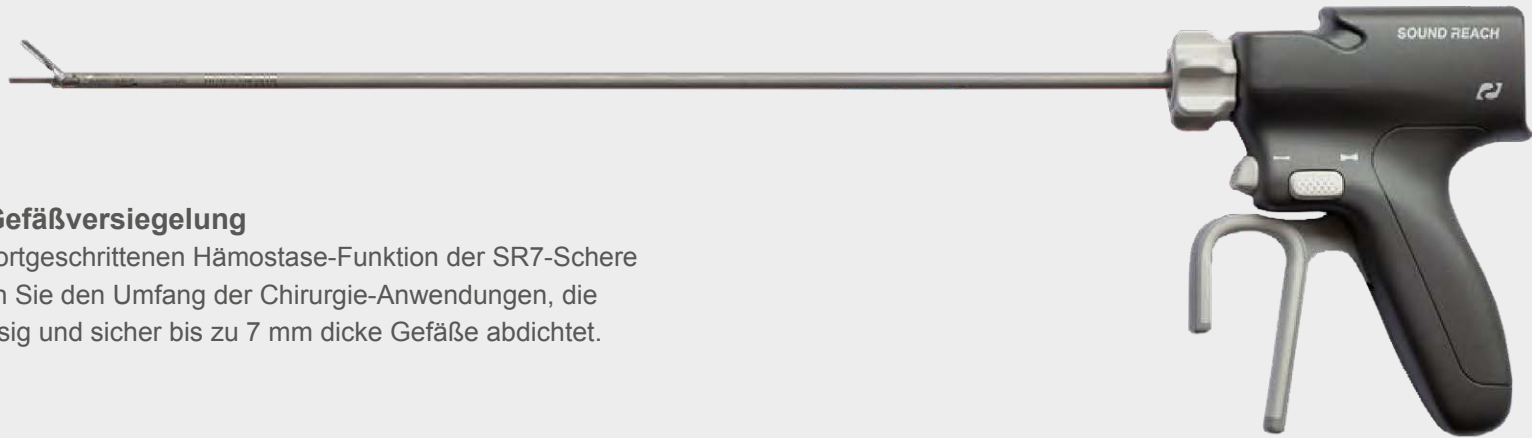 SOUND REACH
Gefäßversiegelung
ortgeschrittenen Hämostase-Funktion der SR7-Schere
n Sie den Umfang der Chirurgie-Anwendungen, die
sig und sicher bis zu 7 mm dicke Gefäße abdichtet.